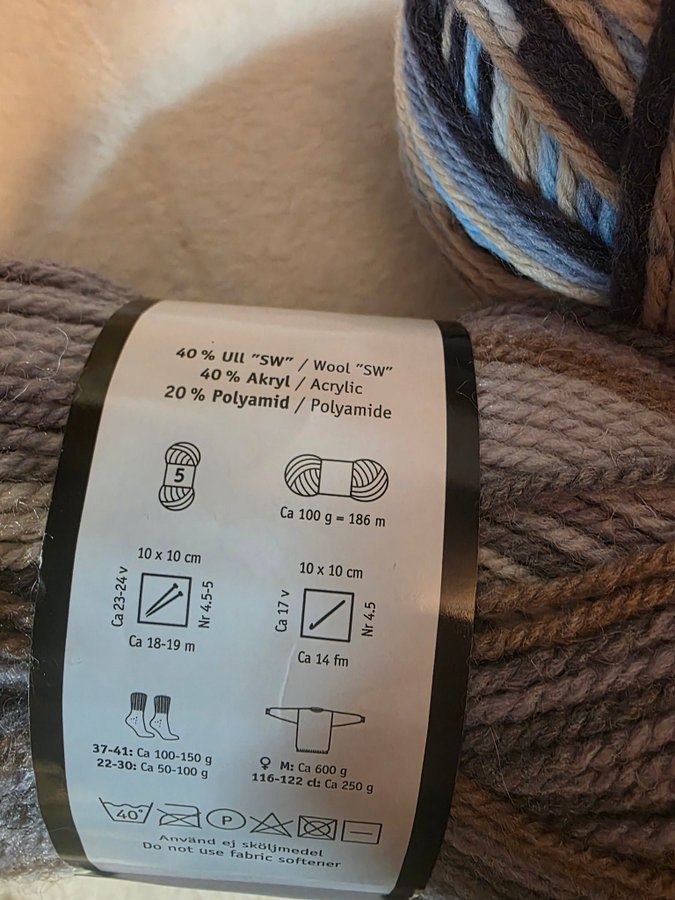 40 % Ull "SW" / Wool "SW"
40 % Akryl / Acrylic
20 % Polyamid / Polyamide
5
Ca 100 g = 186 m
10 x 10 cm
Ca 23-24 v
Nr 4.5-5
Ca 18-19 m
10 x 10 cm
Ca 17 v
Nr 4.5
Ca 14 fm
37-41: Ca 100-150 g
22-30: Ca 50-100 g
♀ M: Ca 600 g
116-122 cl: Ca 250 g
40°
P
Använd ej sköljmedel
Do not use fabric softener